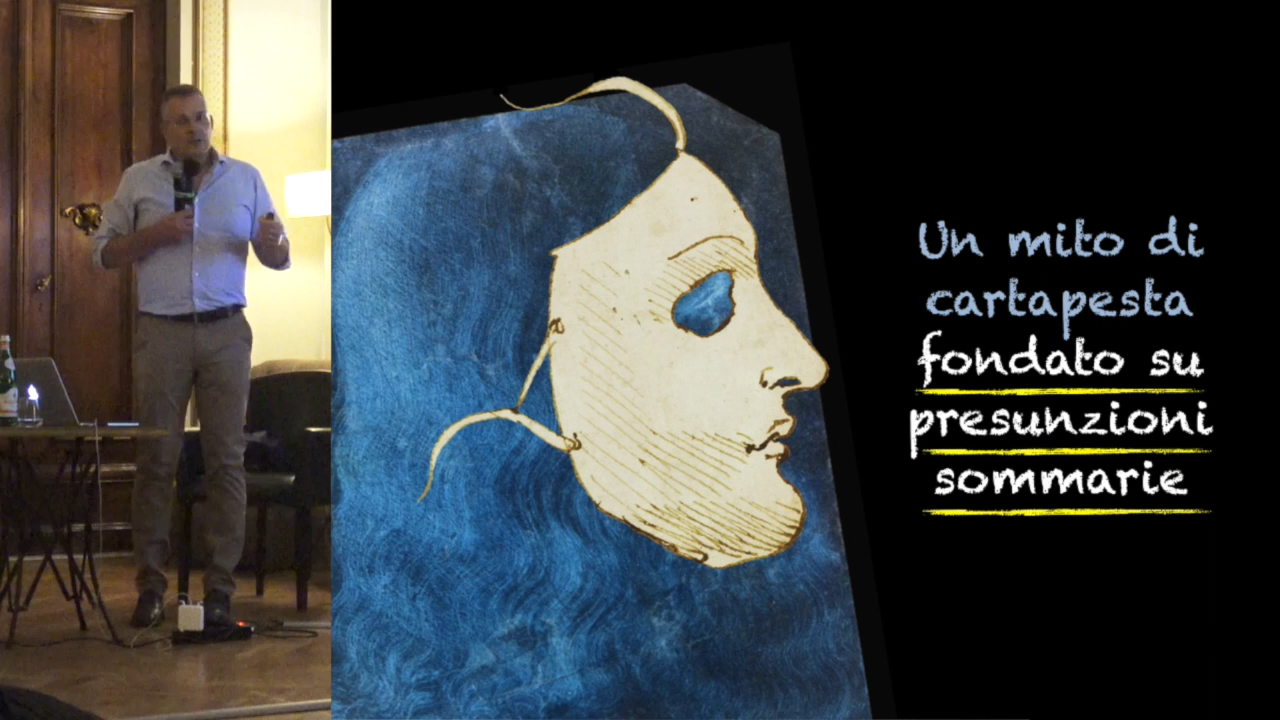 Un mito di
cartapesta
fondato su
presunzioni
sommarie